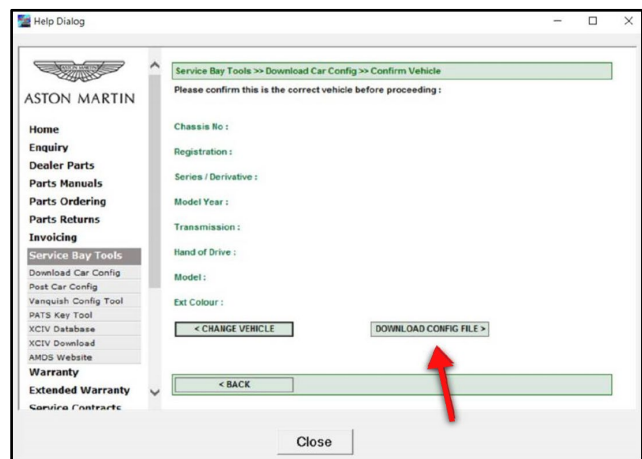 Help Dialog
ASTON MARTIN
ASTON MARTIN
Home
Enquiry
Dealer Parts
Parts Manuals
Parts Ordering
Parts Returns
Invoicing
Service Bay Tools
Download Car Config
Post Car Config
Vanquish Config Tool
PATS Key Tool
XCIV Database
XCIV Download
AMDS Website
Warranty
Extended Warranty
Service Contracts
Service Bay Tools >> Download Car Config >> Confirm Vehicle
Please confirm this is the correct vehicle before proceeding :
Chassis No :
Registration :
Series / Derivative :
Model Year :
Transmission :
Hand of Drive :
Model :
Ext Colour :
< CHANGE VEHICLE
DOWNLOAD CONFIG FILE >
< BACK
Close